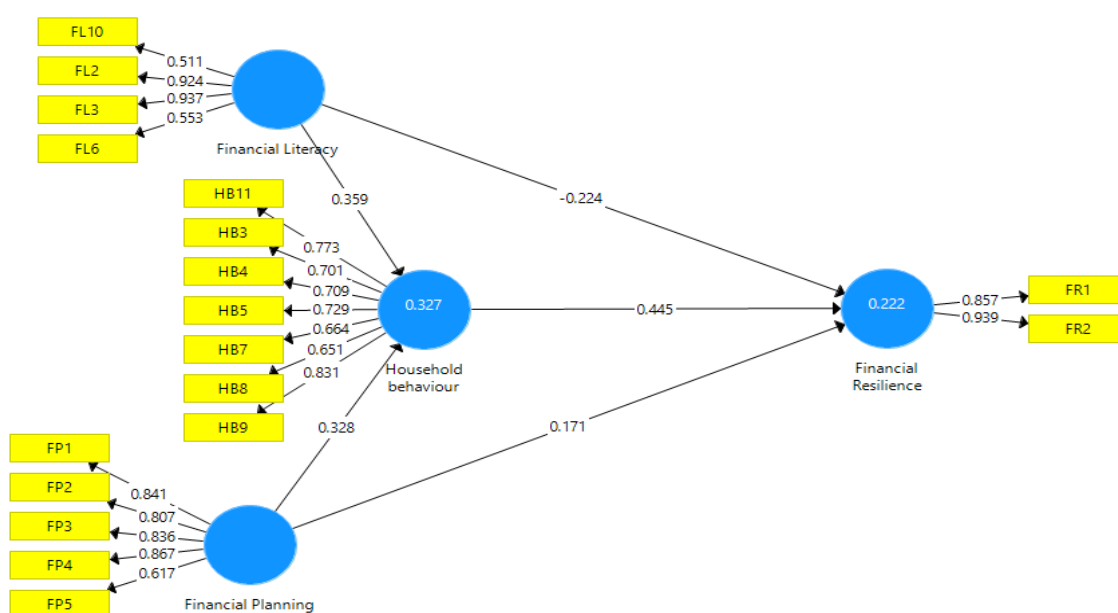 FL10
FL2
FL3
FL6
0.511
0.924
0.937
0.553
Financial Literacy
0.359
-0.224
HB11
HB3
HB4
HB5
HB7
HB8
HB9
0.773
0.701
0.709
0.729
0.664
0.651
0.831
0.327
Household
behaviour
0.445
0.222
Financial
Resilience
0.857
0.939
FR1
FR2
0.328
0.171
FP1
FP2
FP3
FP4
FP5
0.841
0.807
0.836
0.867
0.617
Financial Planning